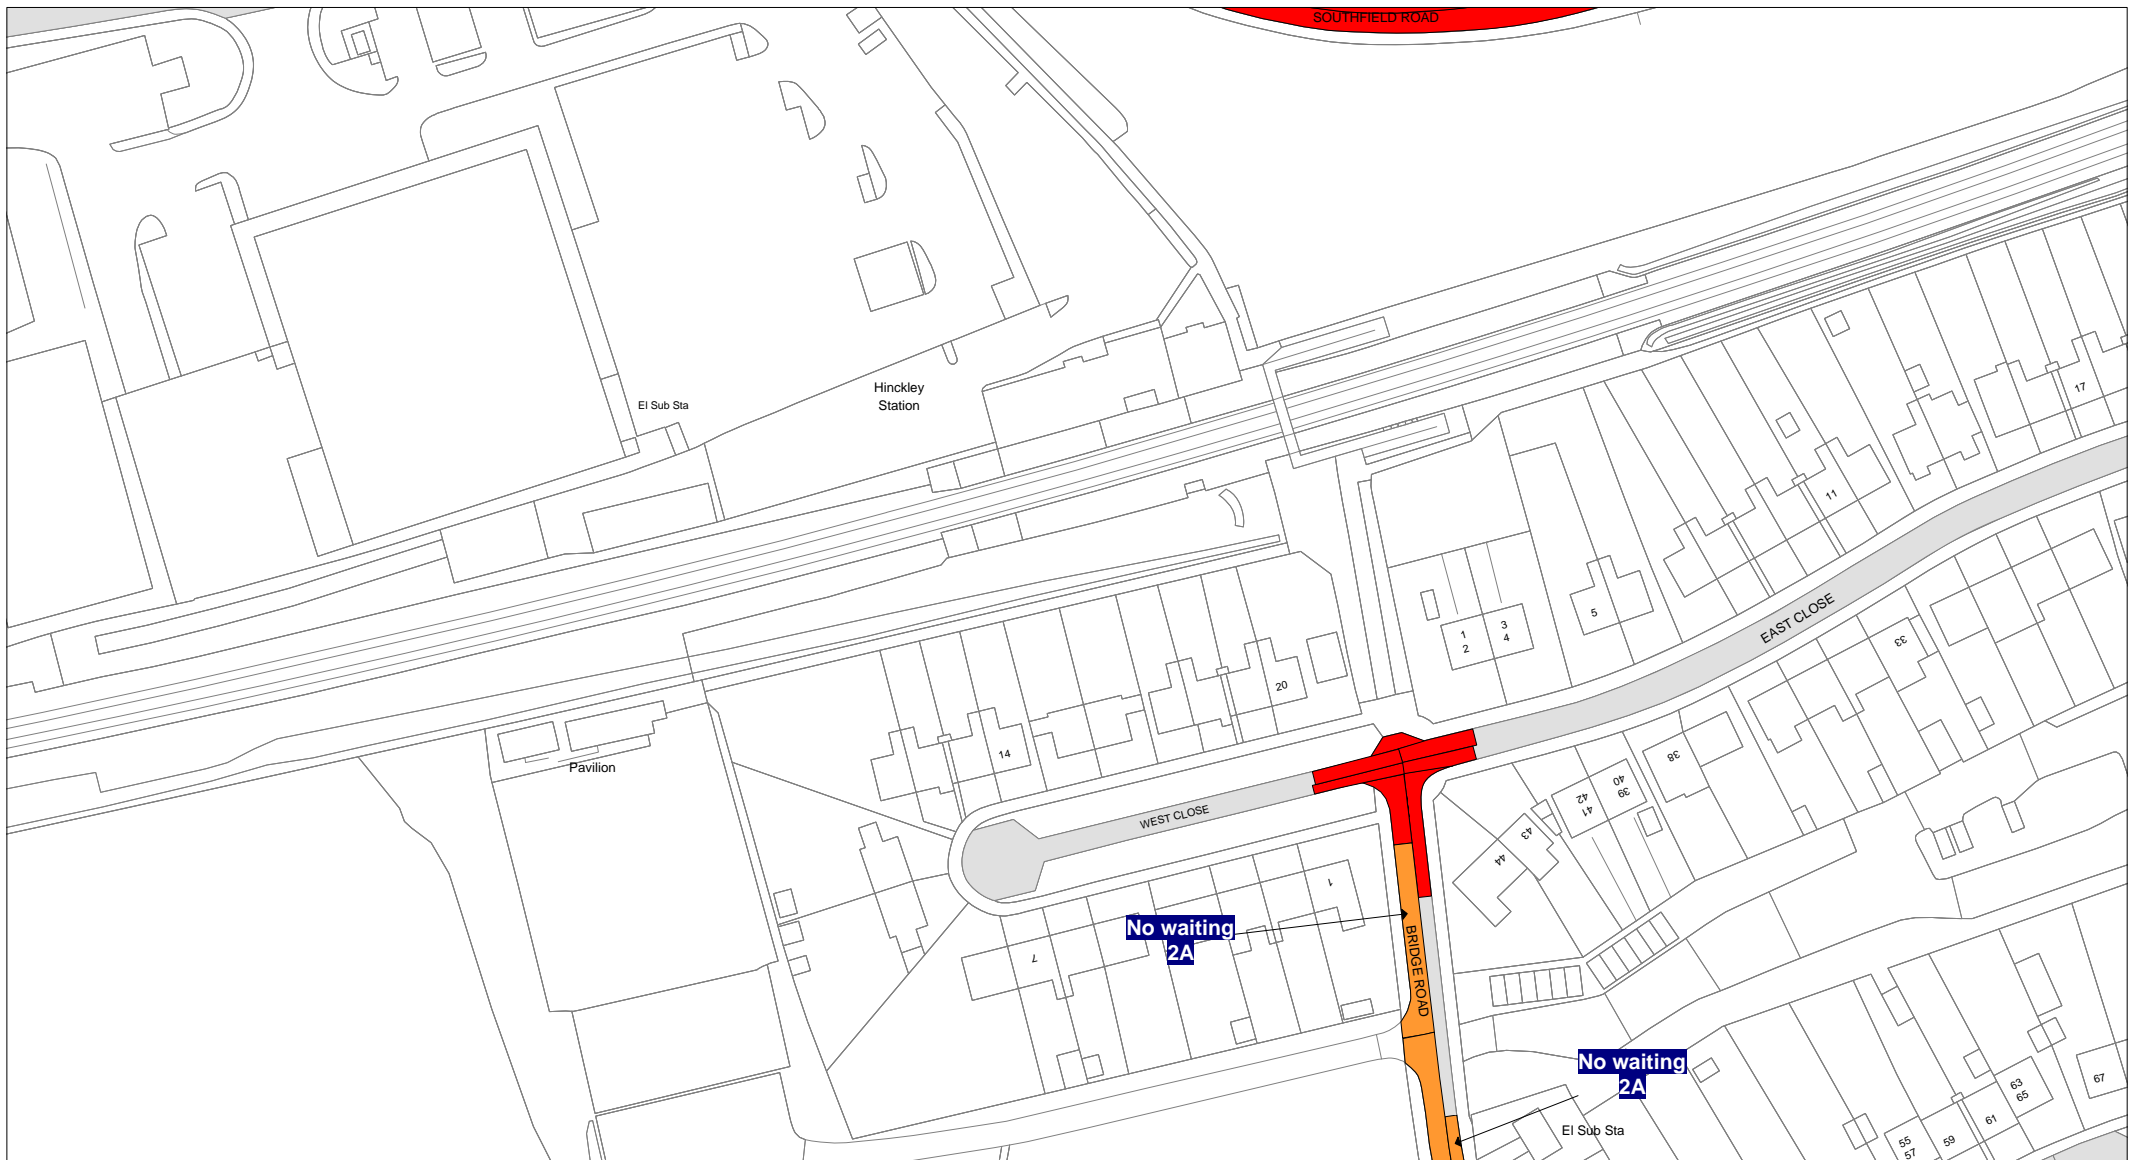 SOUTHFIELD ROAD
Hinckley
Station
El Sub Sta
17
11
5
1
2
3
4
EAST CLOSE
33
20
14
38
Pavilion
40
39
42
41
43
44
WEST CLOSE
1
7
No waiting
2A
BRIDGE ROAD
No waiting
2A
El Sub Sta
55
57
59
61
63
65
67